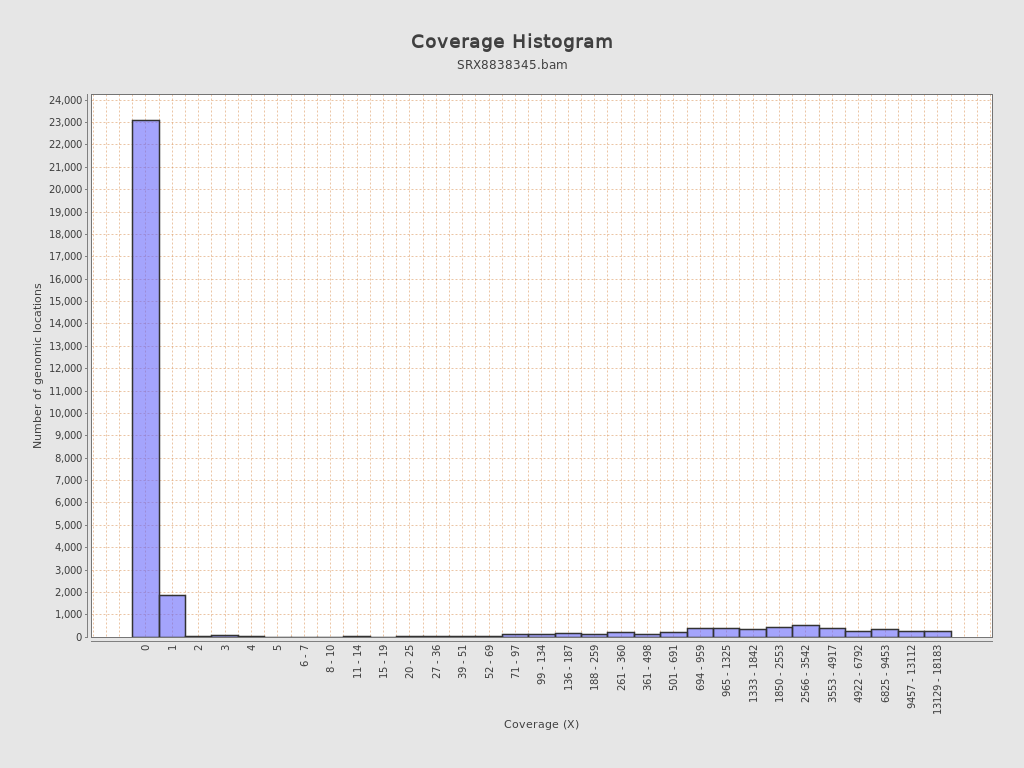 Coverage Histogram
SRX8838345.bam
Number of genomic locations
24,000
23,000
22,000
21,000
20,000
19,000
18,000
17,000
16,000
15,000
14,000
13,000
12,000
11,000
10,000
9,000
8,000
7,000
6,000
5,000
4,000
3,000
2,000
1,000
0
0
1
2
3
4
5
6 - 7
8 - 10
11 - 14
15 - 19
20 - 25
27 - 36
39 - 51
52 - 69
71 - 97
99 - 134
136 - 187
188 - 259
261 - 360
361 - 498
501 - 691
694 - 959
965 - 1325
1333 - 1842
1850 - 2553
2566 - 3542
3553 - 4917
4922 - 6792
6825 - 9453
9457 - 13112
13129 - 18183
Coverage (X)